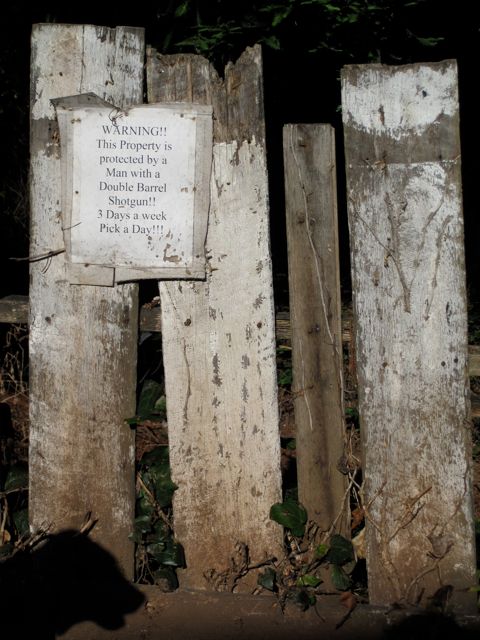 WARNING!!
This Property is
protected by a
Man with a
Double Barrel
Shotgun!!
3 Days a week
Pick a Day!!!